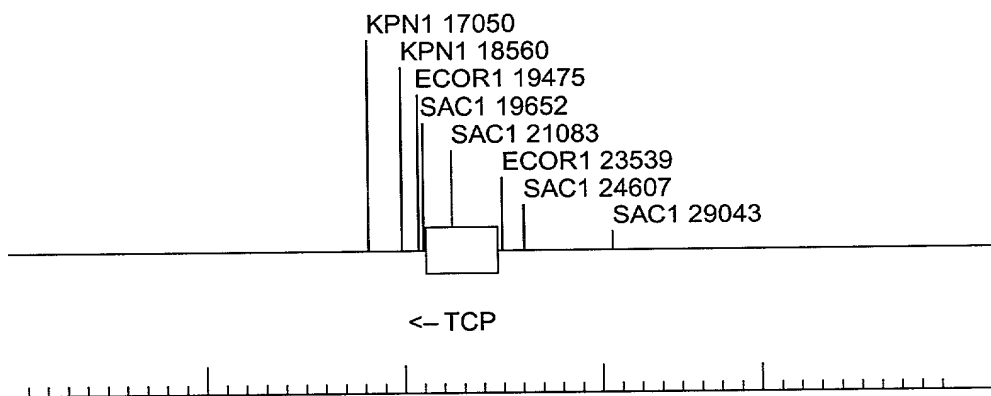 KPN1 17050
KPN1 18560
ECOR1 19475
SAC1 19652
SAC1 21083
ECOR1 23539
SAC1 24607
SAC1 29043
<– TCP